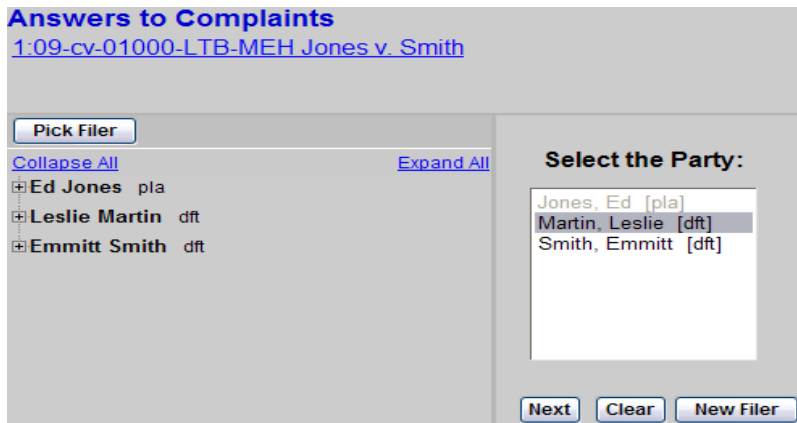 Answers to Complaints
1:09-cv-01000-LTB-MEH Jones v. Smith
Pick Filer
Collapse All Expand All
Ed Jones pla
Leslie Martin dft
Emmitt Smith dft
Select the Party:
Jones, Ed [pla]
Martin, Leslie [dft]
Smith, Emmitt [dft]
Next Clear New Filer